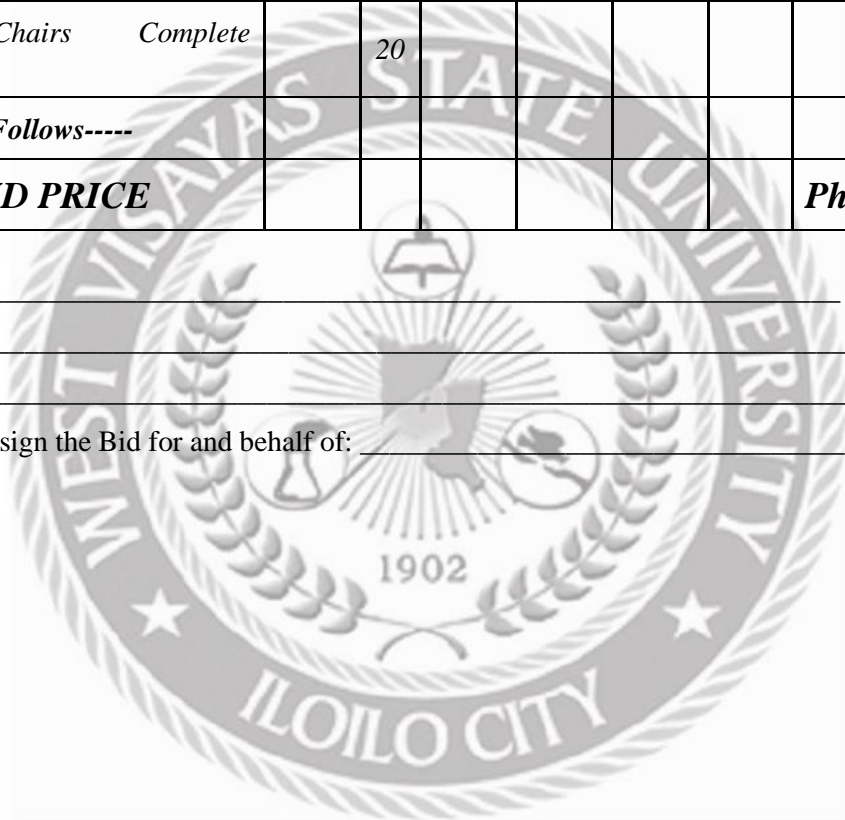 Chairs Complete 20
Follows-----
ID PRICE Ph
sign the Bid for and behalf of:
WEST VISAYAS STATE UNIVERSITY
1902
ILOILO CITY